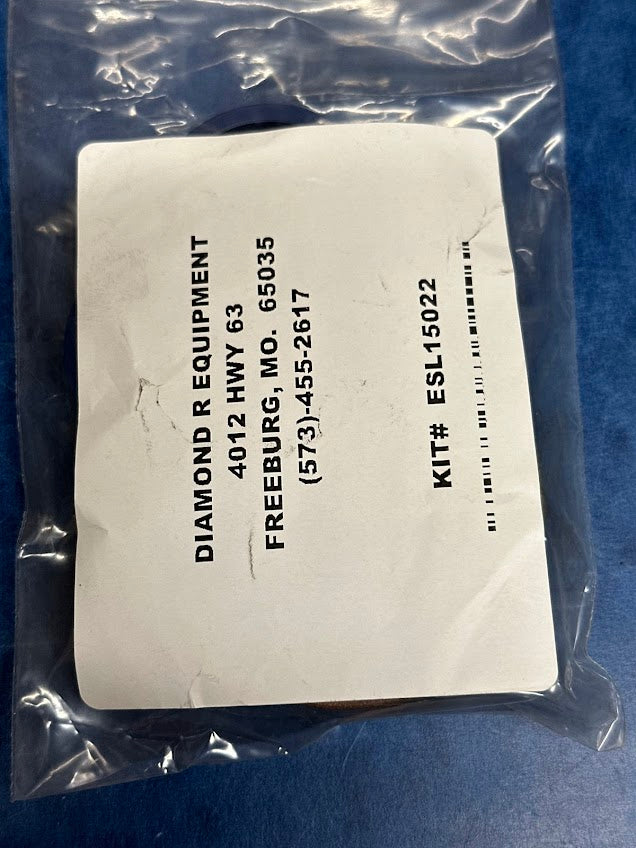 DIAMOND R EQUIPMENT
4012 HWY 63
FREEBURG, MO. 65035
(573)-455-2617
KIT# ESL15022